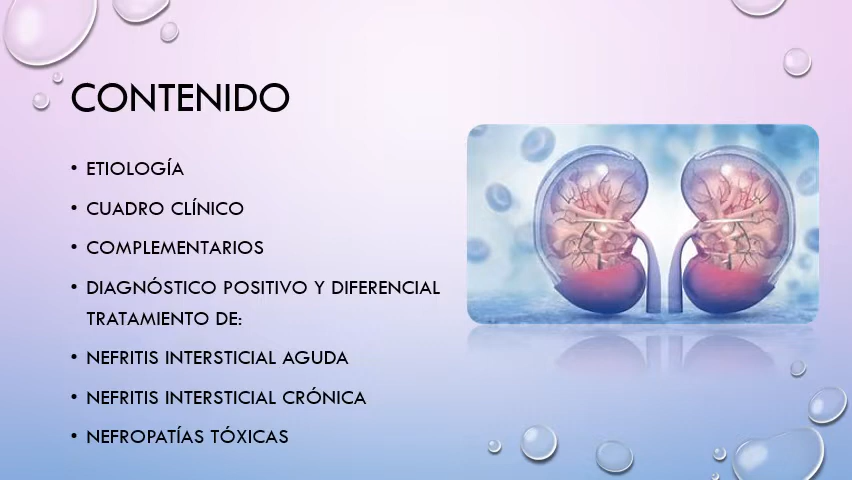 CONTENIDO
• ETIOLOGÍA
• CUADRO CLÍNICO
• COMPLEMENTARIOS
• DIAGNÓSTICO POSITIVO Y DIFERENCIAL
TRATAMIENTO DE:
• NEFRITIS INTERSTICIAL AGUDA
• NEFRITIS INTERSTICIAL CRÓNICA
• NEFROPATÍAS TÓXICAS